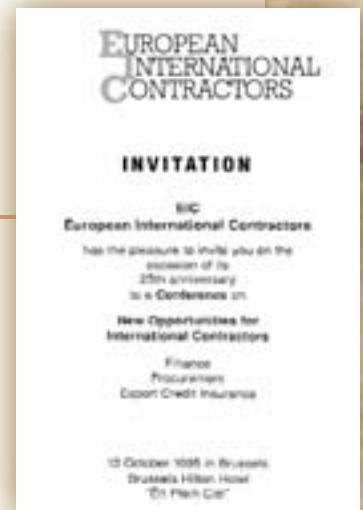 EUROPEAN
INTERNATIONAL
CONTRACTORS
INVITATION
EIC
European International Contractors
has the pleasure to invite you on the
occasion of its
25th anniversary
to a Conference on
New Opportunities for
International Contractors
Finance
Procurement
Export Credit Insurance
October 1995 in Brussels
Brussels Hilton Hotel
"En Plein Ciel"